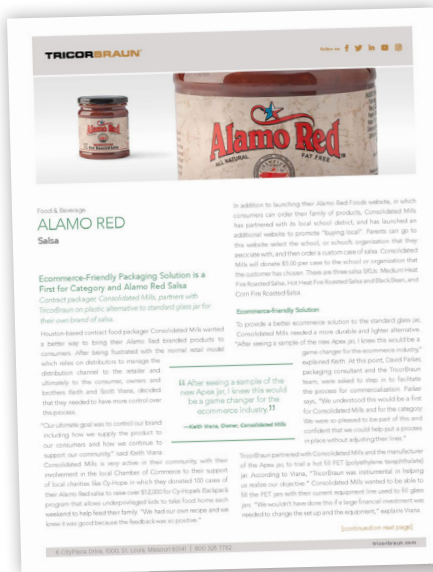 TRICORBRAUN
follow us
Alamo Red
ALL NATURAL
FAT FREE
Alamo Red
Food & Beverage
ALAMO RED
Salsa
Ecommerce-Friendly Packaging Solution is a
First for Category and Alamo Red Salsa
Contract packager, Consolidated Mills, partners with
TricorBraun on plastic alternative to standard glass jar for
their own brand of salsa.
Houston-based contract food packager Consolidated Mills wanted
a better way to bring their Alamo Red branded products to
consumers. After being frustrated with the normal retail model
which relies on distributors to manage the
distribution channel to the retailer and
ultimately to the consumer, owners and
brothers Keith and Scott Viana, decided
that they needed to have more control over
this process.
"Our ultimate goal was to control our brand
including how we supply the product to
our consumers and how we continue to
support our community," said Keith Viana.
Consolidated Mills is very active in their community with their
involvement in the local Chamber of Commerce to their support
of local charities like Cy-Hope in which they donated 100 cases of
their Alamo Red salsa to raise over $12,000 for Cy-Hope's Backpack
program that allows underprivileged kids to take food home each
weekend to help feed their family. "We had our own recipe and we
knew it was good because the feedback was so positive."
In addition to launching their Alamo Red Foods website, in which
consumers can order their family of products, Consolidated Mills
has partnered with its local school district, and has launched an
additional website to promote "buying local". Parents can go to
this website select the school, or school's organization that they
associate with, and then order a custom case of salsa. Consolidated
Mills will donate $5.00 per case to the school or organization that
the customer has chosen. There are three salsa SKUs: Medium Heat
Fire Roasted Salsa, Hot Heat Fire Roasted Salsa and Black Bean, and
Corn Fire Roasted Salsa.
Ecommerce-friendly Solution
To provide a better ecommerce solution to the standard glass jar,
Consolidated Mills needed a more durable and lighter alternative.
"After seeing a sample of the new Apex jar, I knew this would be a
game changer for the ecommerce industry,"
explained Keith. At this point, David Parker,
packaging consultant and the TricorBraun
team, were asked to step in to facilitate
the process for commercialization. Parker
says, "We understood this would be a first
for Consolidated Mills and for the category.
We were so pleased to be part of this and
confident that we could help put a process
in place without adjusting their lines."
"After seeing a sample of the
new Apex jar, I knew this would
be a game changer for the
ecommerce industry."
—Keith Viana, Owner, Consolidated Mills
TricorBraun partnered with Consolidated Mills and the manufacturer
of the Apex jar, to trial a hot fill PET (polyethylene terephthalate)
jar. According to Viana, "TricorBraun was instrumental in helping
us realize our objective." Consolidated Mills wanted to be able to
fill the PET jars with their current equipment line used to fill glass
jars. "We wouldn't have done this if a large financial investment was
needed to change the set up and the equipment," explains Viana.
(continued on next page)
6 CityPlace Drive, 1000, St. Louis, Missouri 63141 | 800 325 7782
tricorbraun.com